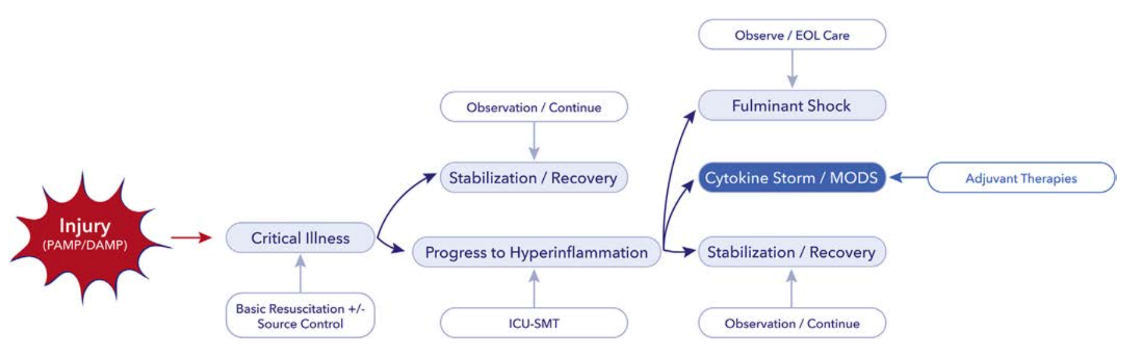 Injury
(PAMP/DAMP)
Critical Illness
Basic Resuscitation +/-
Source Control
Observation / Continue
Stabilization / Recovery
Progress to Hyperinflammation
ICU-SMT
Observe / EOL Care
Fulminant Shock
Cytokine Storm / MODS
Adjuvant Therapies
Stabilization / Recovery
Observation / Continue